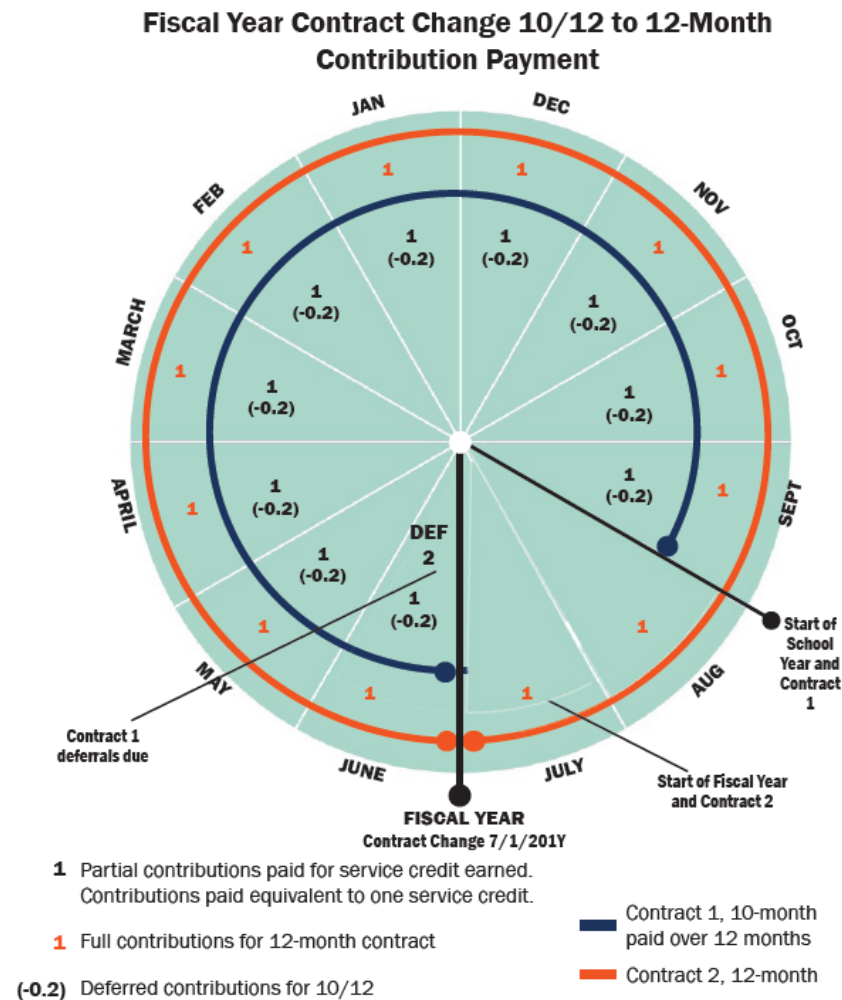 Fiscal Year Contract Change 10/12 to 12-Month
Contribution Payment
JAN
DEC
FEB
NOV
MARCH
OCT
APRIL
SEPT
MAY
AUG
JUNE
JULY
1
1
1
1
1
1
1
1
1
1
1
1
1
(-0.2)
1
(-0.2)
1
(-0.2)
1
(-0.2)
1
(-0.2)
1
(-0.2)
1
(-0.2)
1
(-0.2)
1
(-0.2)
DEF
2
1
(-0.2)
Start of
School
Year and
Contract
1
Contract 1
deferrals due
Start of Fiscal Year
and Contract 2
FISCAL YEAR
Contract Change 7/1/201Y
1 Partial contributions paid for service credit earned.
Contributions paid equivalent to one service credit.
1 Full contributions for 12-month contract
(-0.2) Deferred contributions for 10/12
Contract 1, 10-month
paid over 12 months
Contract 2, 12-month